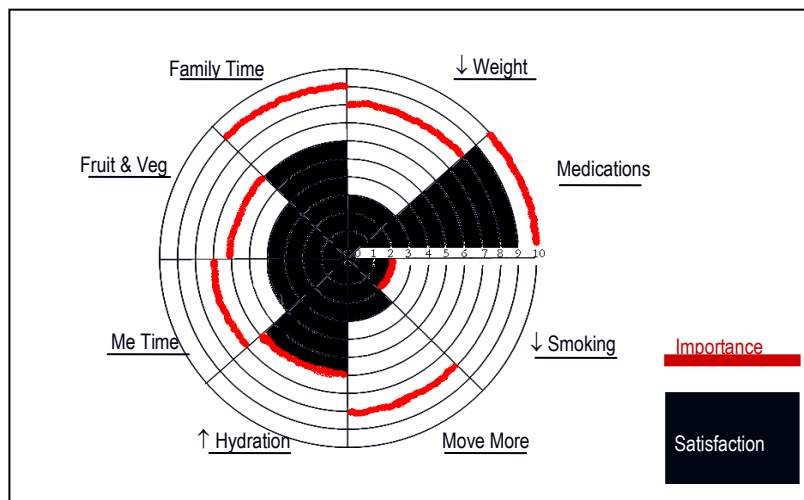 Family Time
↓ Weight
Fruit & Veg
Medications
0 1 2 3 4 5 6 7 8 9 10
Me Time
↓ Smoking
Importance
↑ Hydration
Move More
Satisfaction